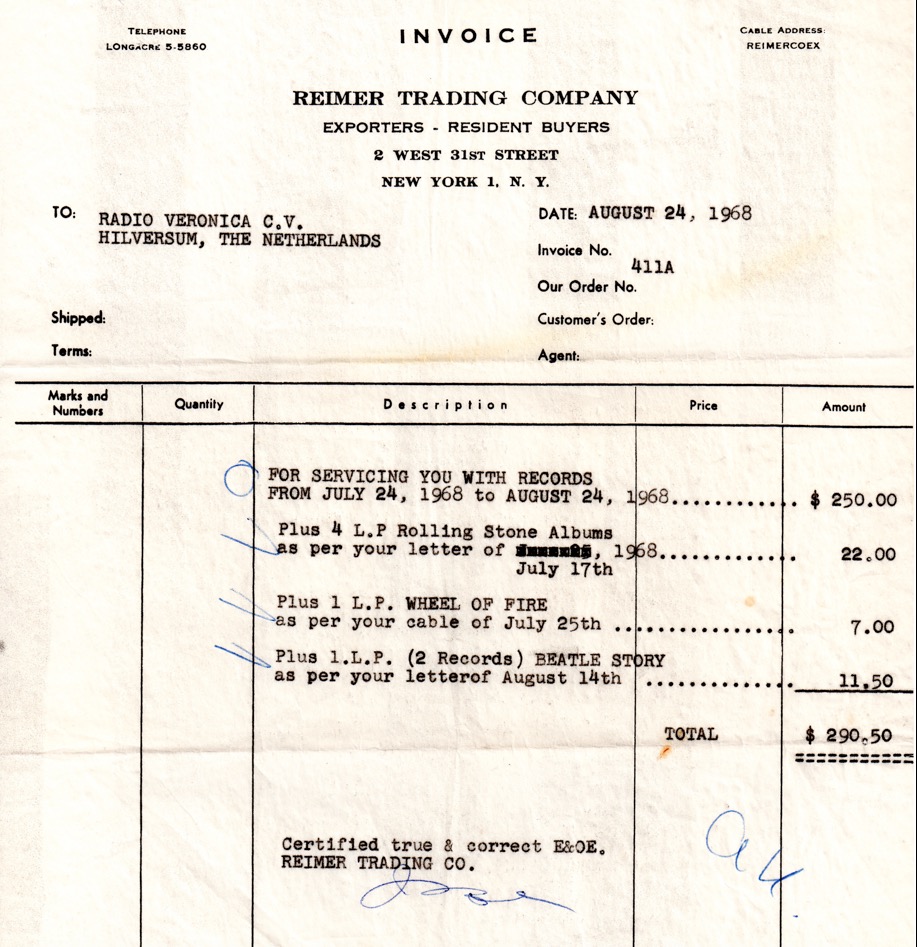 TELEPHONE
LONGACRE 5-5860
INVOICE
CABLE ADDRESS:
REIMERCOEX
REIMER TRADING COMPANY
EXPORTERS - RESIDENT BUYERS
2 WEST 31ST STREET
NEW YORK 1, N. Y.
TO: RADIO VERONICA C.V.
HILVERSUM, THE NETHERLANDS
DATE: AUGUST 24, 1968
Invoice No.
411A
Our Order No.
Shipped:
Customer's Order:
Terms:
Agent:
Marks and Numbers Quantity Description Price Amount
FOR SERVICING YOU WITH RECORDS
FROM JULY 24, 1968 to AUGUST 24, 1968............ $ 250.00
Plus 4 L.P Rolling Stone Albums
as per your letter of , 1968............. 22.00
July 17th
Plus 1 L.P. WHEEL OF FIRE
as per your cable of July 25th ................ 7.00
Plus 1.L.P. (2 Records) BEATLE STORY
as per your letterof August 14th .............. 11.50
TOTAL $ 290.50
Certified true & correct E&OE.
REIMER TRADING CO.